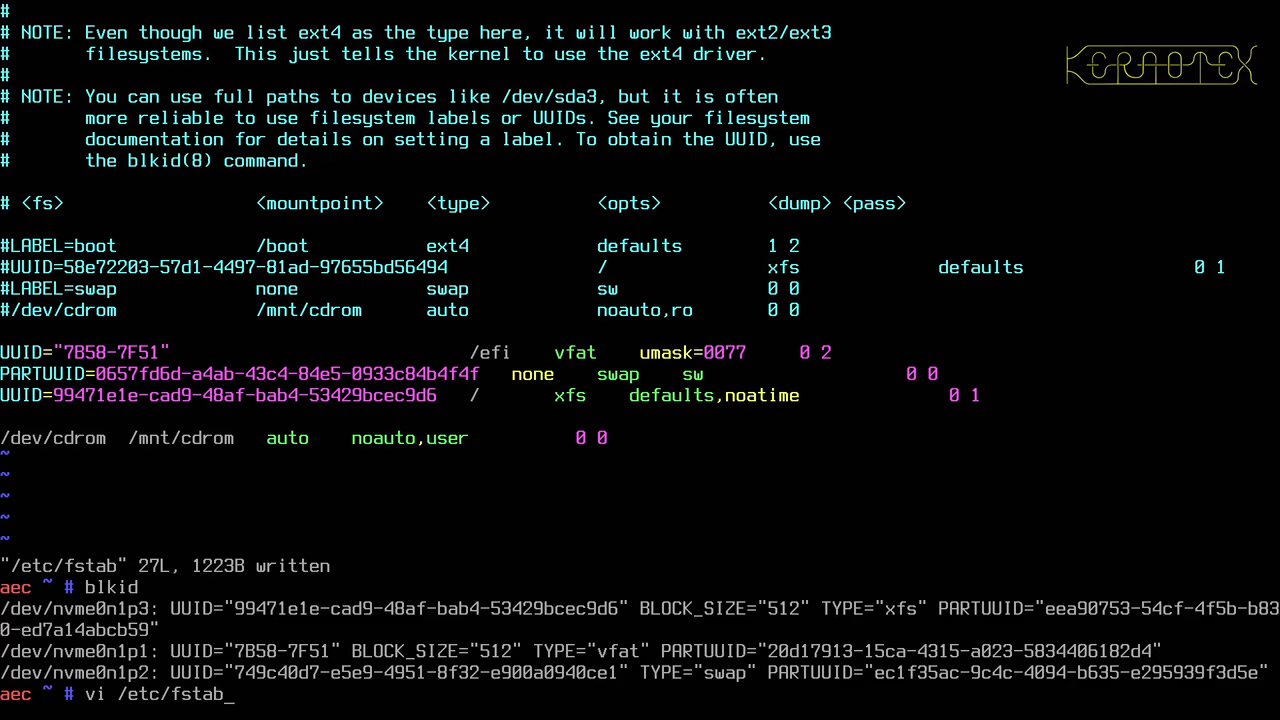 #
# NOTE: Even though we list ext4 as the type here, it will work with ext2/ext3
#       filesystems.  This just tells the kernel to use the ext4 driver.
#
# NOTE: You can use full paths to devices like /dev/sda3, but it is often
#       more reliable to use filesystem labels or UUIDs. See your filesystem
#       documentation for details on setting a label. To obtain the UUID, use
#       the blkid(8) command.
# <fs>                  <mountpoint>    <type>          <opts>          <dump> <pass>
#LABEL=boot             /boot           ext4            defaults        1 2
#UUID=58e72203-57d1-4497-81ad-97655bd56494              /               xfs             defaults                0 1
#LABEL=swap             none            swap            sw              0 0
#/dev/cdrom             /mnt/cdrom      auto            noauto,ro       0 0
UUID="7B58-7F51"                            /efi    vfat    umask=0077     0 2
PARTUUID=0657fd6d-a4ab-43c4-84e5-0933c84b4f4f   none    swap    sw                   0 0
UUID=99471e1e-cad9-48af-bab4-53429bcec9d6   /       xfs    defaults,noatime              0 1
/dev/cdrom  /mnt/cdrom   auto    noauto,user          0 0
~
~
~
~
~
"/etc/fstab" 27L, 1223B written
aec ~ # blkid
/dev/nvme0n1p3: UUID="99471e1e-cad9-48af-bab4-53429bcec9d6" BLOCK_SIZE="512" TYPE="xfs" PARTUUID="eea90753-54cf-4f5b-b83
0-ed7a14abcb59"
/dev/nvme0n1p1: UUID="7B58-7F51" BLOCK_SIZE="512" TYPE="vfat" PARTUUID="20d17913-15ca-4315-a023-5834406182d4"
/dev/nvme0n1p2: UUID="749c40d7-e5e9-4951-8f32-e900a0940ce1" TYPE="swap" PARTUUID="ec1f35ac-9c4c-4094-b635-e295939f3d5e"
aec ~ # vi /etc/fstab_